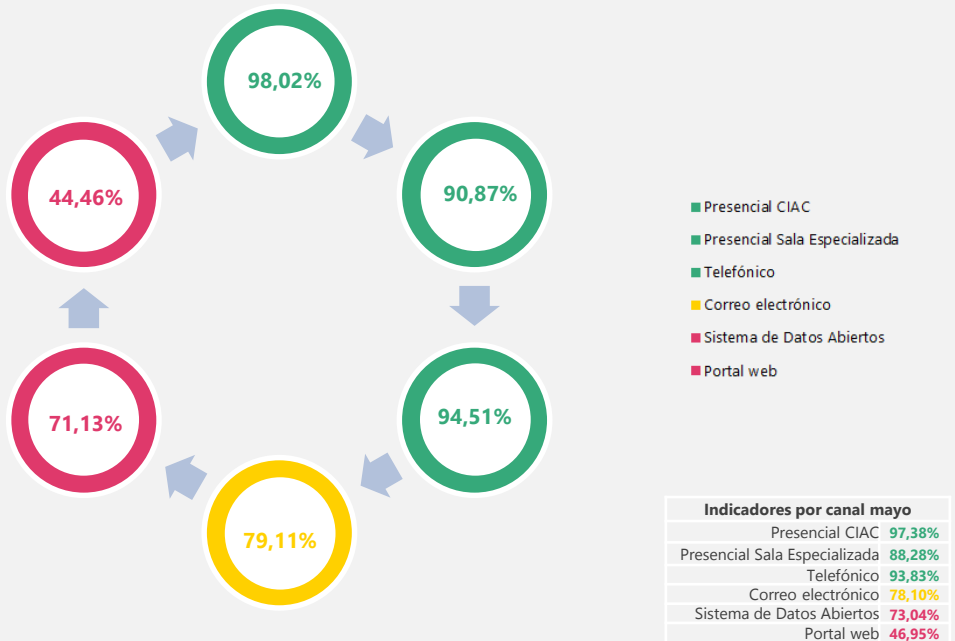 98,02%
90,87%
94,51%
79,11%
71,13%
44,46%
Presencial CIAC
Presencial Sala Especializada
Telefónico
Correo electrónico
Sistema de Datos Abiertos
Portal web
Indicadores por canal mayo
Presencial CIAC 97,38%
Presencial Sala Especializada 88,28%
Telefónico 93,83%
Correo electrónico 78,10%
Sistema de Datos Abiertos 73,04%
Portal web 46,95%